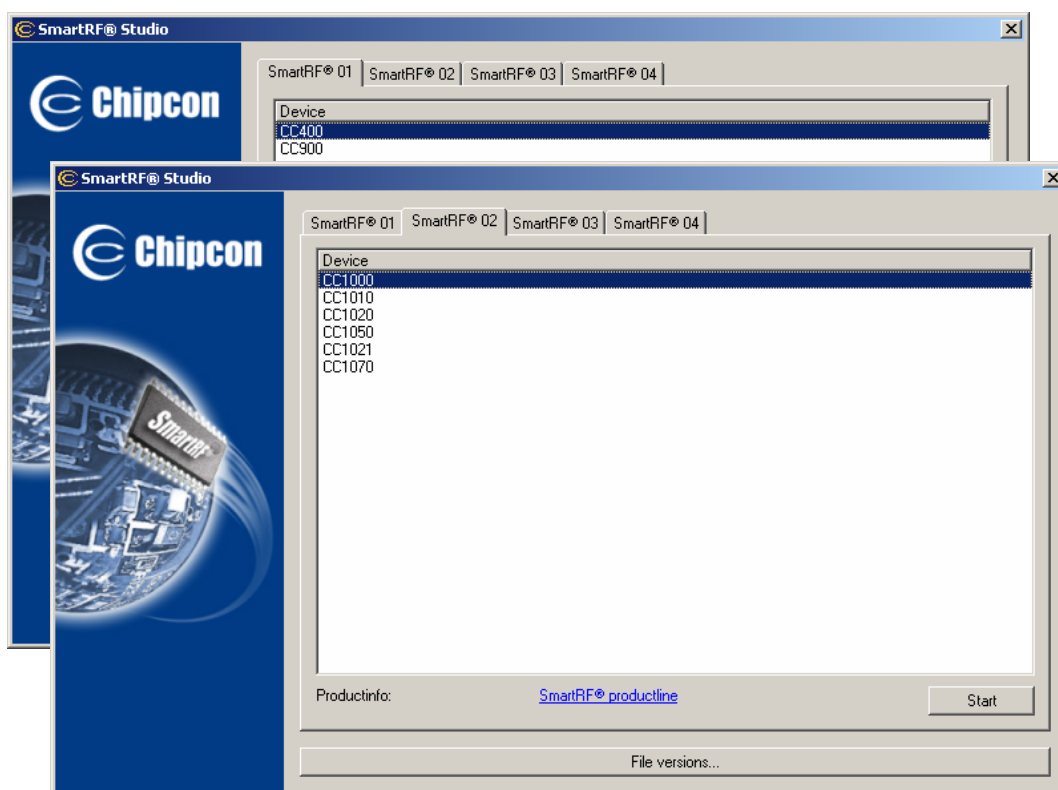 SmartRF® Studio
Chipcon
SmartRF® 01 SmartRF® 02 SmartRF® 03 SmartRF® 04
Device
CC400
CC900
SmartRF® Studio
Chipcon
SmartRF® 01 SmartRF® 02 SmartRF® 03 SmartRF® 04
Device
CC1000
CC1010
CC1020
CC1050
CC1021
CC1070
SmartRF®
Productinfo: SmartRF® productline Start
File versions...